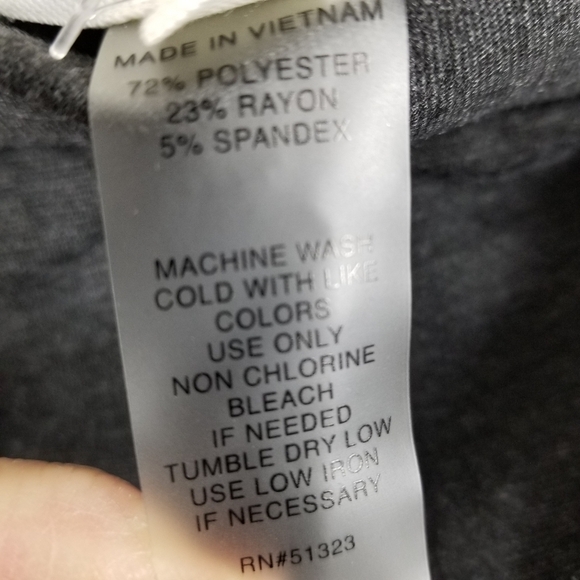 MADE IN VIETNAM
72% POLYESTER
23% RAYON
5% SPANDEX
MACHINE WASH
COLD WITH LIKE
COLORS
USE ONLY
NON CHLORINE
BLEACH
IF NEEDED
TUMBLE DRY LOW
USE LOW IRON
IF NECESSARY
RN#51323